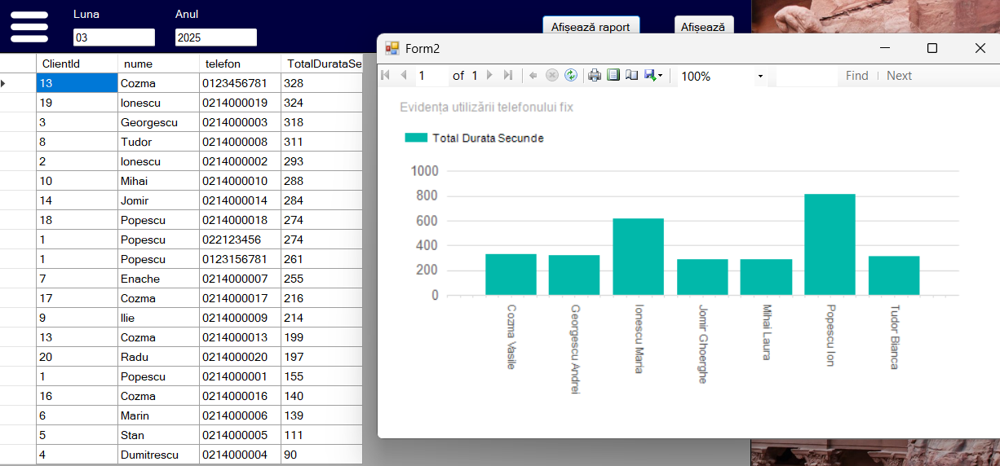 Luna Anul
03 2025 Afișează raport Afișează
Form2
1 of 1 100% Find Next
ClientId nume telefon TotalDurataSe
13 Cozma 0123456781 328
19 Ionescu 0214000019 324
3 Georgescu 0214000003 318
8 Tudor 0214000008 311
2 Ionescu 0214000002 293
10 Mihai 0214000010 288
14 Jomir 0214000014 284
18 Popescu 0214000018 274
1 Popescu 022123456 274
1 Popescu 0123156781 261
7 Enache 0214000007 255
17 Cozma 0214000017 216
9 Ilie 0214000009 214
13 Cozma 0214000013 199
20 Radu 0214000020 197
1 Popescu 0214000001 155
16 Cozma 0214000016 140
6 Marin 0214000006 139
5 Stan 0214000005 111
4 Dumitrescu 0214000004 90
Evidența utilizării telefonului fix
Total Durata Secunde
1000
800
600
400
200
0
Cozma Vasile
Georgescu Andrei
Ionescu Maria
Jomir Ghoerghe
Mihai Laura
Popescu Ion
Tudor Bianca